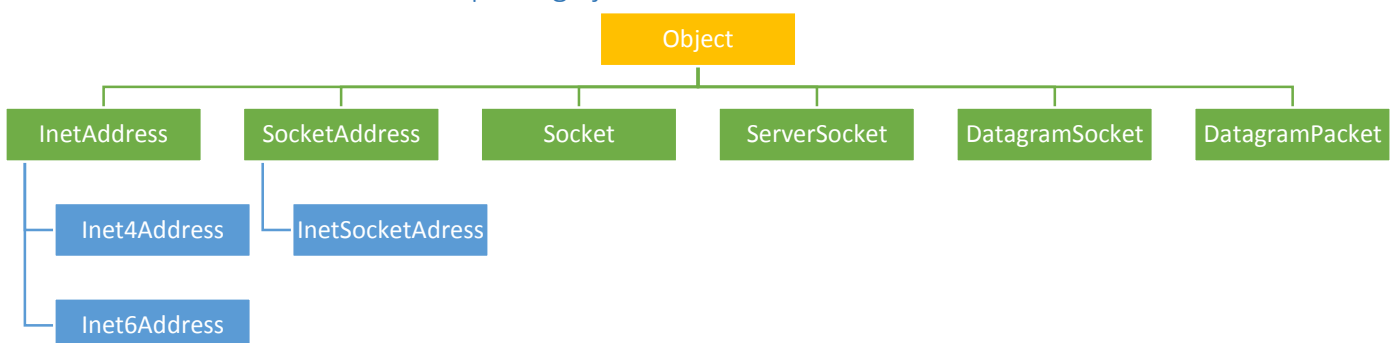 Object
InetAddress SocketAddress Socket ServerSocket DatagramSocket DatagramPacket
Inet4Address InetSocketAdress
Inet6Address